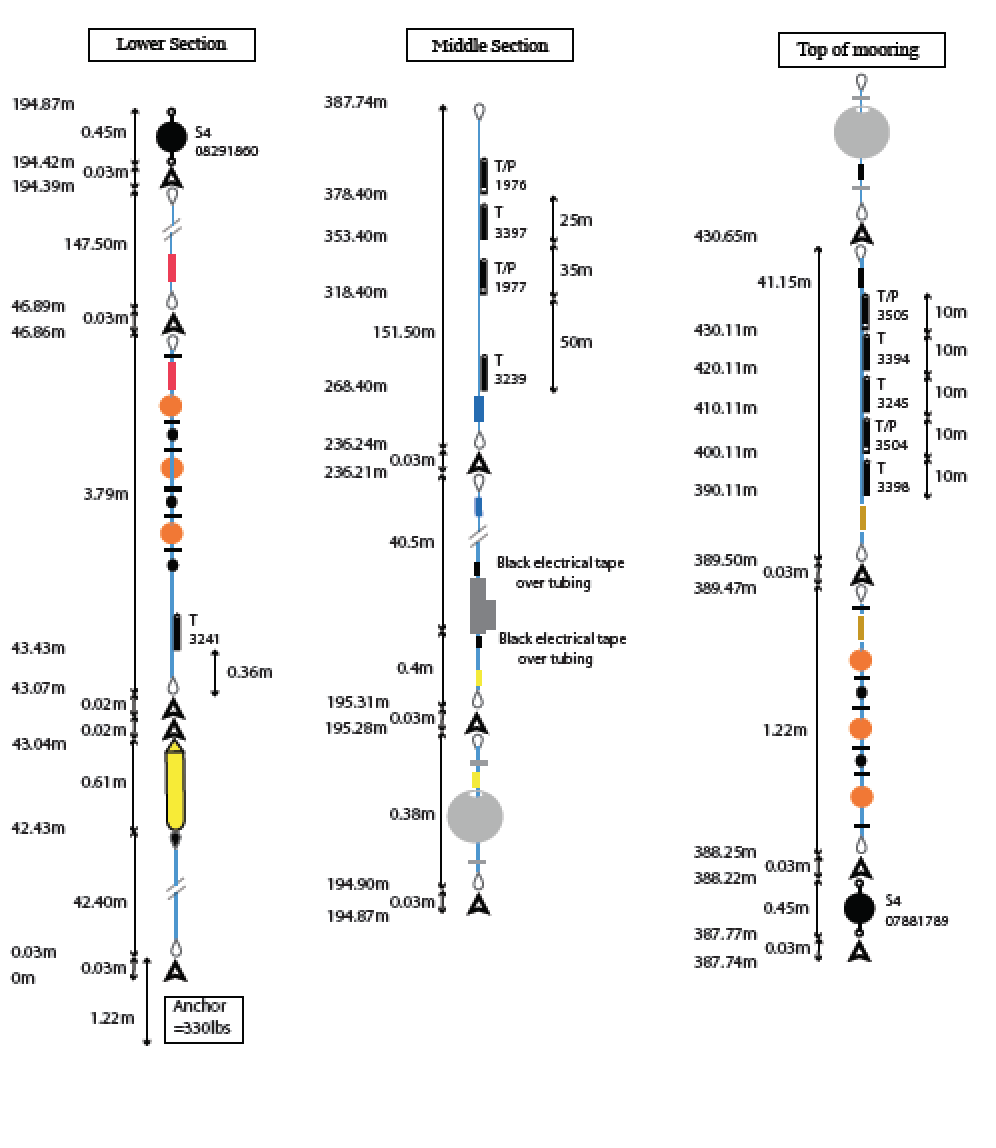 Lower Section
194.87m
0.45m
S4
08291860
194.42m
0.03m
194.39m
147.50m
46.89m
0.03m
46.86m
3.79m
T
3241
43.43m
0.36m
43.07m
0.02m
0.02m
43.04m
0.61m
42.43m
42.40m
0.03m
0.03m
0m
1.22m
Anchor
=330lbs
Middle Section
387.74m
T/P
1976
378.40m
T
3397
25m
353.40m
T/P
1977
35m
318.40m
151.50m
50m
T
3239
268.40m
236.24m
0.03m
236.21m
40.5m
Black electrical tape
over tubing
Black electrical tape
over tubing
0.4m
195.31m
0.03m
195.28m
0.38m
194.90m
0.03m
194.87m
Top of mooring
430.65m
41.15m
T/P
3505
10m
430.11m
T
3394
10m
420.11m
T
3245
10m
410.11m
T/P
3504
10m
400.11m
T
3398
10m
390.11m
389.50m
0.03m
389.47m
1.22m
388.25m
0.03m
388.22m
0.45m
S4
07881789
387.77m
0.03m
387.74m